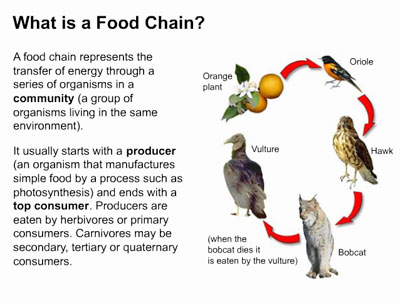 What is a Food Chain?
A food chain represents the
transfer of energy through a
series of organisms in a
community (a group of
organisms living in the same
environment).
It usually starts with a producer
(an organism that manufactures
simple food by a process such as
photosynthesis) and ends with a
top consumer. Producers are
eaten by herbivores or primary
consumers. Carnivores may be
secondary, tertiary or quaternary
consumers.
Orange
plant
Oriole
Hawk
Bobcat
(when the
bobcat dies it
is eaten by the vulture)
Vulture